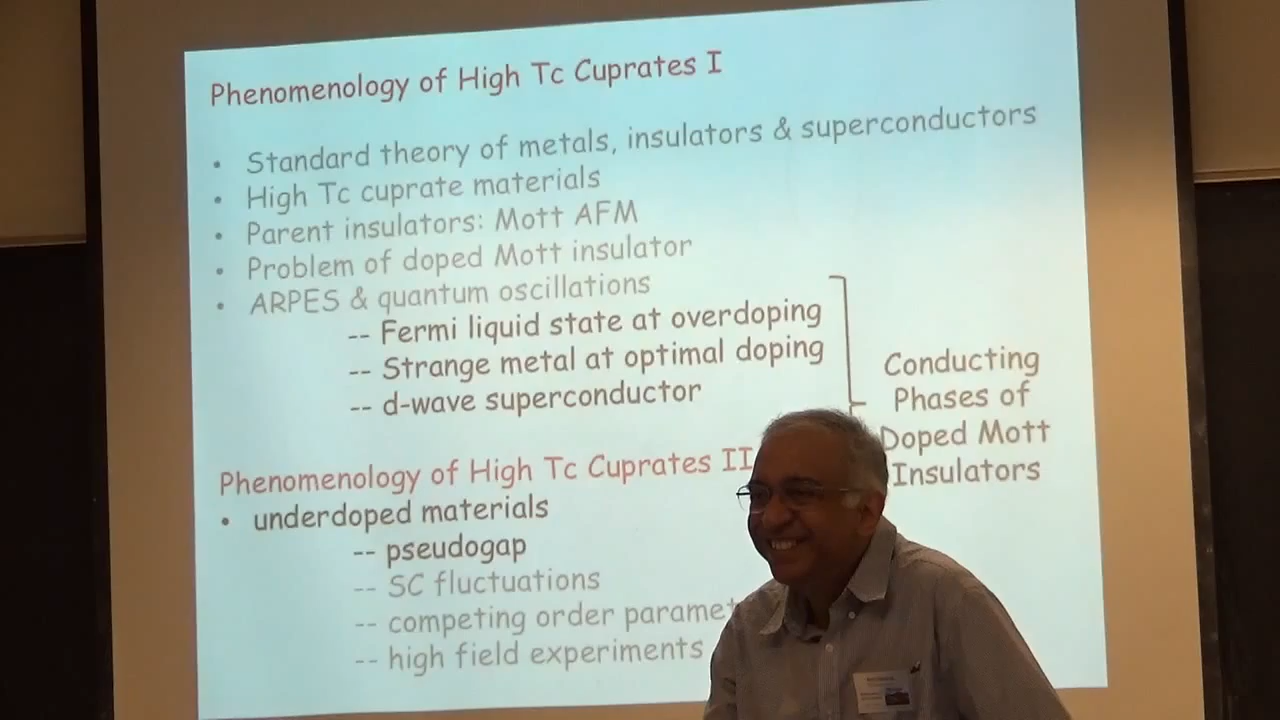 Phenomenology of High Tc Cuprates I
• Standard theory of metals, insulators & superconductors
• High Tc cuprate materials
• Parent insulators: Mott AFM
• Problem of doped Mott insulator
• ARPES & quantum oscillations
-- Fermi liquid state at overdoping
-- Strange metal at optimal doping
-- d-wave superconductor
Conducting
Phases of
Doped Mott
Insulators
Phenomenology of High Tc Cuprates II
• underdoped materials
-- pseudogap
-- SC fluctuations
-- competing order paramet
-- high field experiments